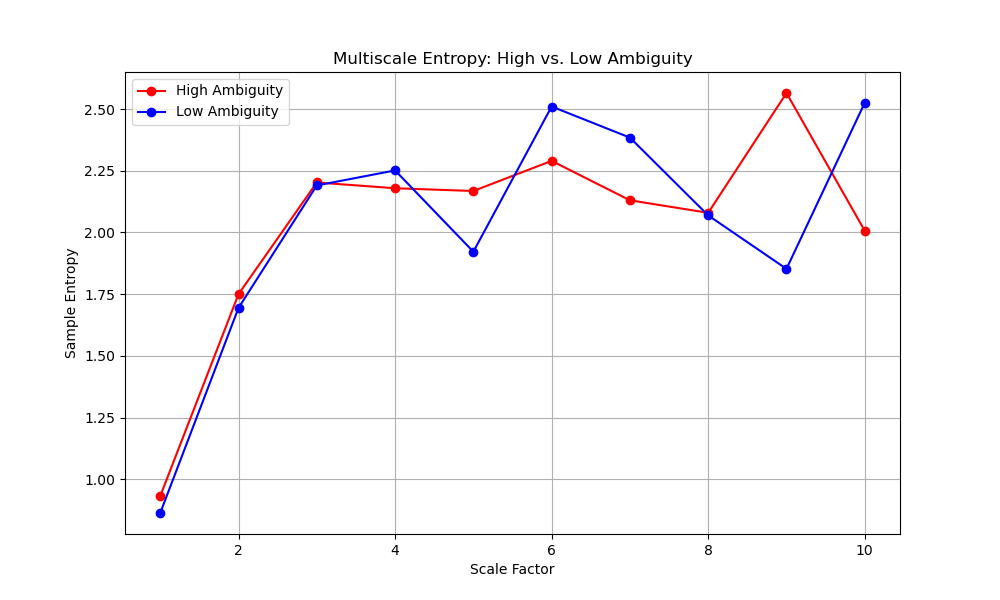 Multiscale Entropy: High vs. Low Ambiguity
High Ambiguity
Low Ambiguity
2.50
2.25
2.00
1.75
1.50
1.25
1.00
Sample Entropy
2
4
6
8
10
Scale Factor